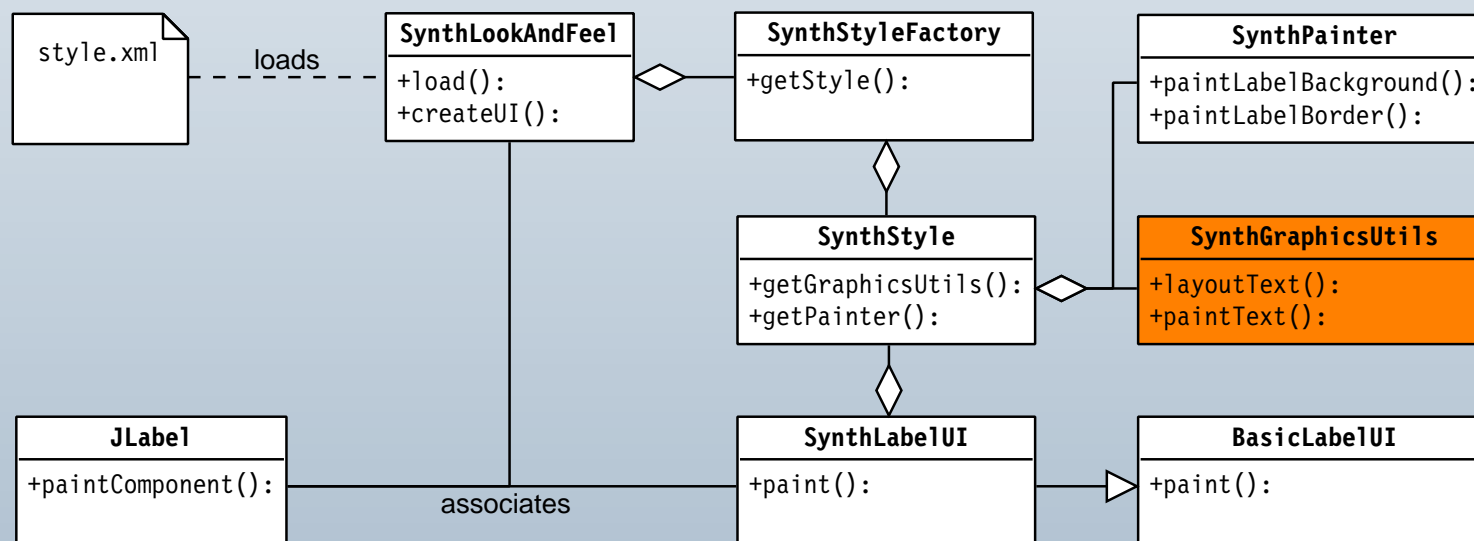 style.xml
loads
SynthLookAndFeel
+load():
+createUI():
SynthStyleFactory
+getStyle():
SynthPainter
+paintLabelBackground():
+paintLabelBorder():
SynthStyle
+getGraphicsUtils():
+getPainter():
SynthGraphicsUtils
+layoutText():
+paintText():
JLabel
+paintComponent():
associates
SynthLabelUI
+paint():
BasicLabelUI
+paint():